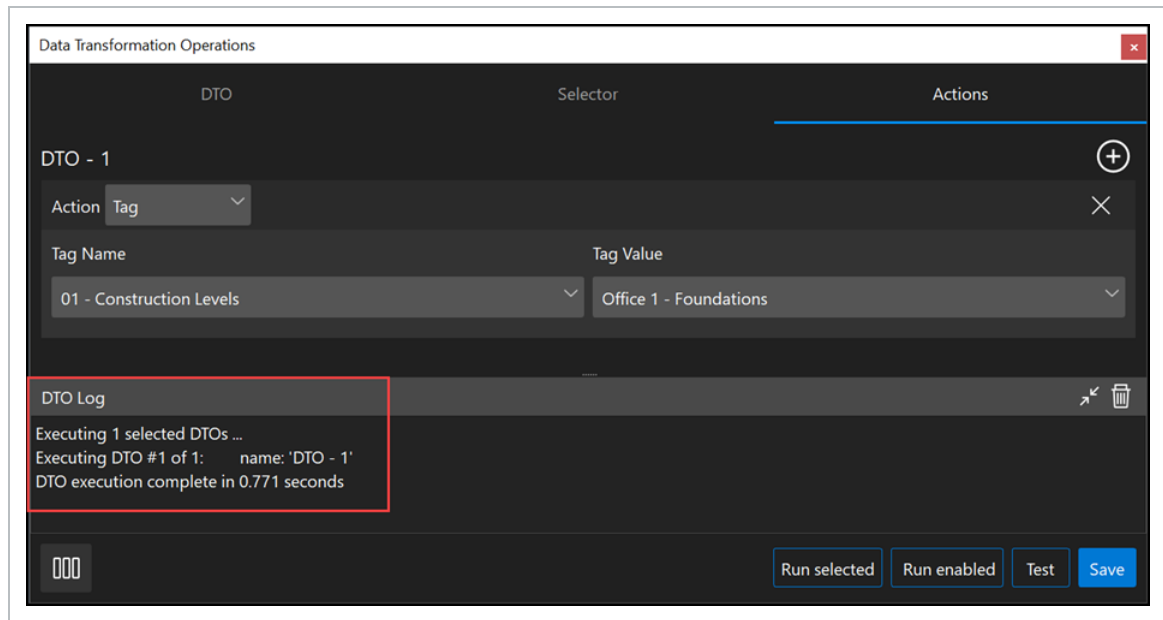 Data Transformation Operations
DTO Selector Actions
DTO - 1
Action Tag
Tag Name Tag Value
01 - Construction Levels Office 1 - Foundations
DTO Log
Executing 1 selected DTOs ...
Executing DTO #1 of 1: name: 'DTO - 1'
DTO execution complete in 0.771 seconds
Run selected Run enabled Test Save